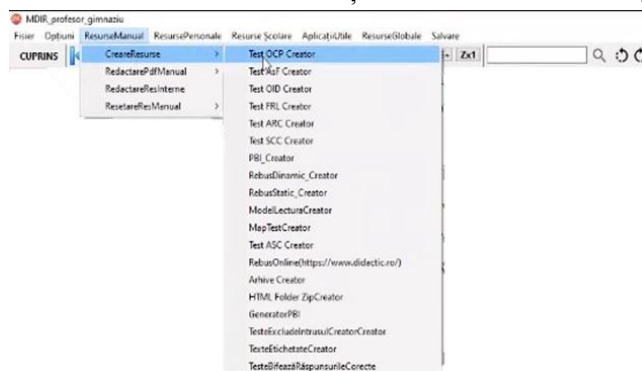 MDIR_profesor_gimnaziu
Fisier Opțiuni ResurseManual ResursePersonale Resurse Școlare AplicațiiUtile ResurseGlobale Salvare
CUPRINS CreareResurse > Test OCP Creator Zx1
RedactarePdfManual > Test AsF Creator
RedactareResInterne Test OID Creator
ResetareResManual > Test FRL Creator
Test ARC Creator
Test SCC Creator
PBI_Creator
RebusDinamic_Creator
RebusStatic_Creator
ModelLecturaCreator
MapTestCreator
Test ASC Creator
RebusOnline(https://www.didactic.ro/)
Arhive Creator
HTML Folder ZipCreator
GeneratorPBI
TesteExcludeIntrusulCreatorCreator
TexteEtichetateCreator
TesteBifeazăRăspunsurileCorecte